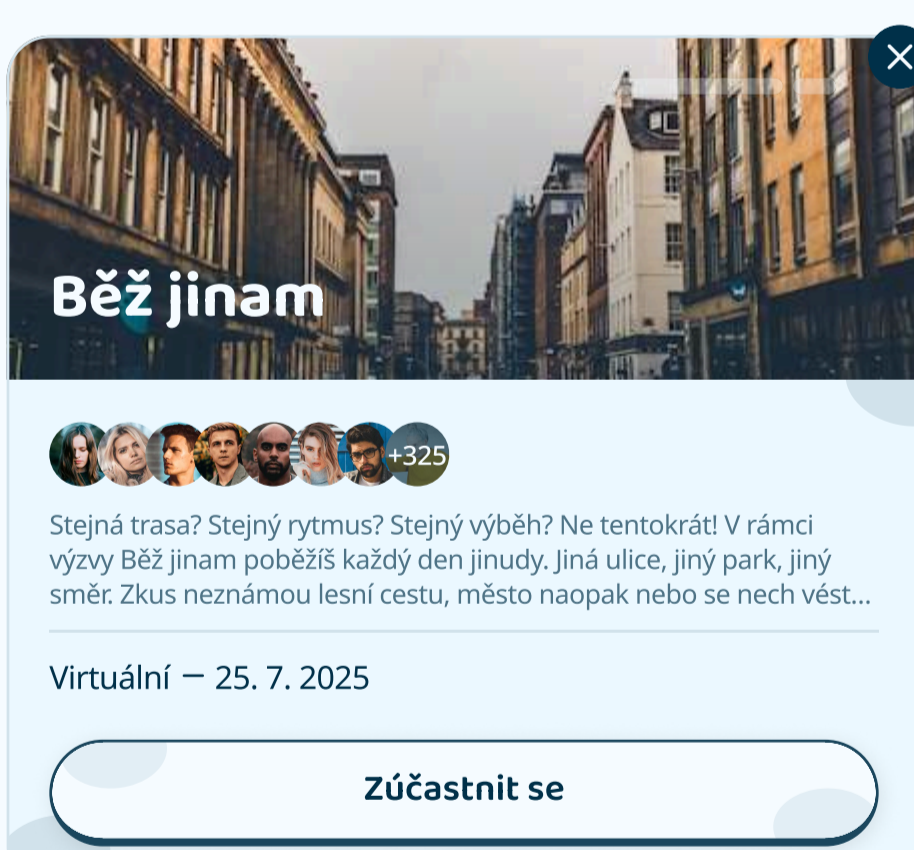 Běž jinam
+325
Stejná trasa? Stejný rytmus? Stejný výběh? Ne tentokrát! V rámci
výzvy Běž jinam poběžíš každý den jinudy. Jiná ulice, jiný park, jiný
směr. Zkus neznámou lesní cestu, město naopak nebo se nech vést...
Virtuální – 25. 7. 2025
Zúčastnit se